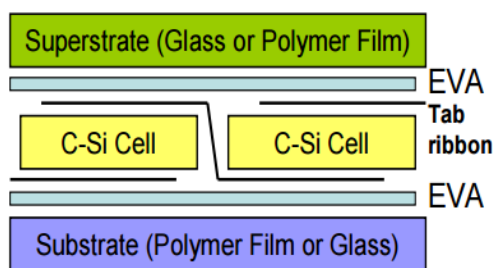 Superstrate (Glass or Polymer Film)
EVA
Tab
ribbon
C-Si Cell
C-Si Cell
EVA
Substrate (Polymer Film or Glass)